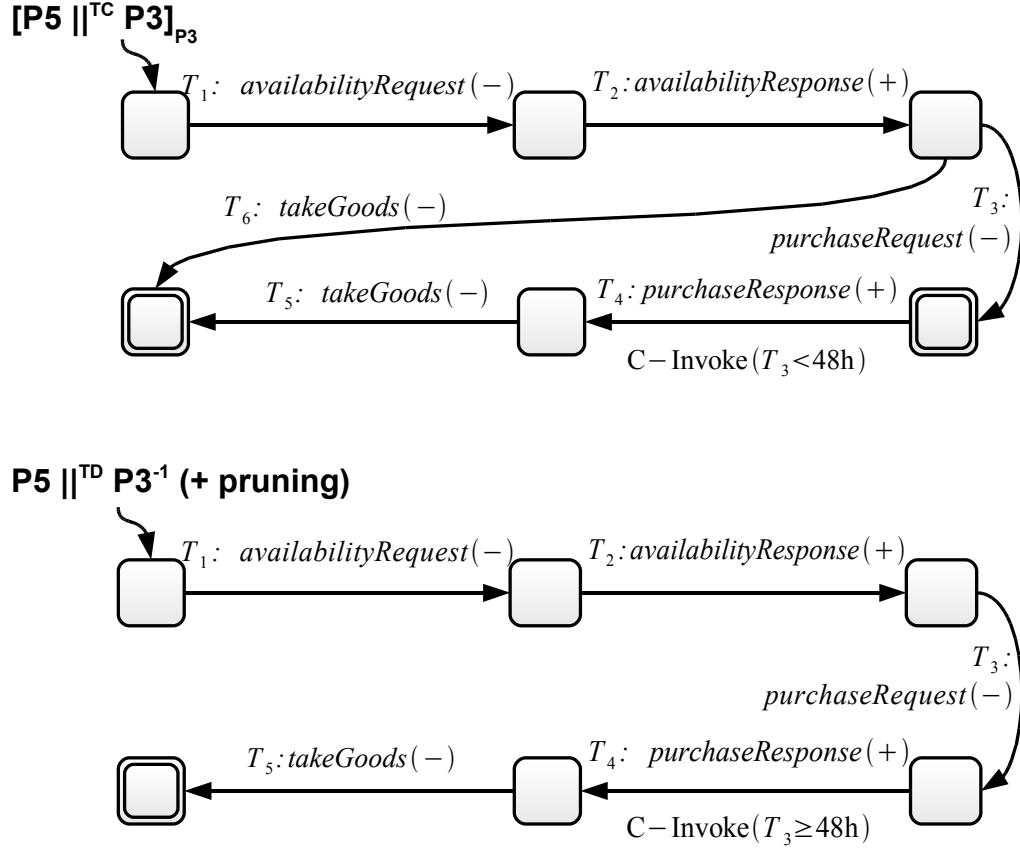 [P5 ||TC P3]P3
T1: availabilityRequest(−)
T2:availabilityResponse(+)
T3:
purchaseRequest(−)
T6: takeGoods(−)
T5: takeGoods(−)
T4:purchaseResponse(+)
C−Invoke(T3<48h)
P5 ||TD P3-1 (+ pruning)
T1: availabilityRequest(−)
T2:availabilityResponse(+)
T3:
purchaseRequest(−)
T5:takeGoods(−)
T4: purchaseResponse(+)
C−Invoke(T3≥48h)